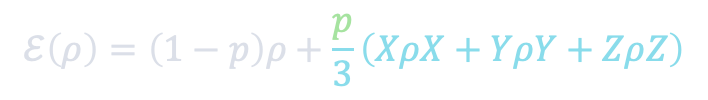 ℰ(ρ) = (1 − p)ρ + p/3 (XρX + YρY + ZρZ)